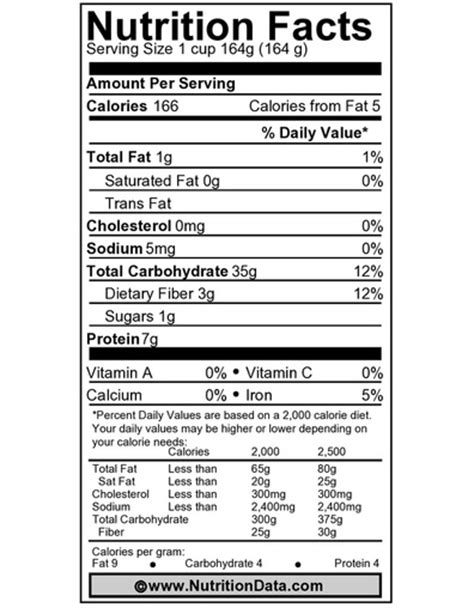 Nutrition Facts
Serving Size 1 cup 164g (164 g)
Amount Per Serving
Calories 166 Calories from Fat 5
% Daily Value*
Total Fat 1g 1%
Saturated Fat 0g 0%
Trans Fat
Cholesterol 0mg 0%
Sodium 5mg 0%
Total Carbohydrate 35g 12%
Dietary Fiber 3g 12%
Sugars 1g
Protein 7g
Vitamin A 0% • Vitamin C 0%
Calcium 0% • Iron 5%
*Percent Daily Values are based on a 2,000 calorie diet.
Your daily values may be higher or lower depending on
your calorie needs:
Calories 2,000 2,500
Total Fat Less than 65g 80g
Sat Fat Less than 20g 25g
Cholesterol Less than 300mg 300mg
Sodium Less than 2,400mg 2,400mg
Total Carbohydrate 300g 375g
Fiber 25g 30g
Calories per gram:
Fat 9 • Carbohydrate 4 • Protein 4
©www.NutritionData.com